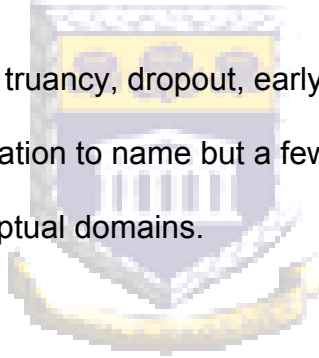 truancy, dropout, early
ation to name but a few
ptual domains.